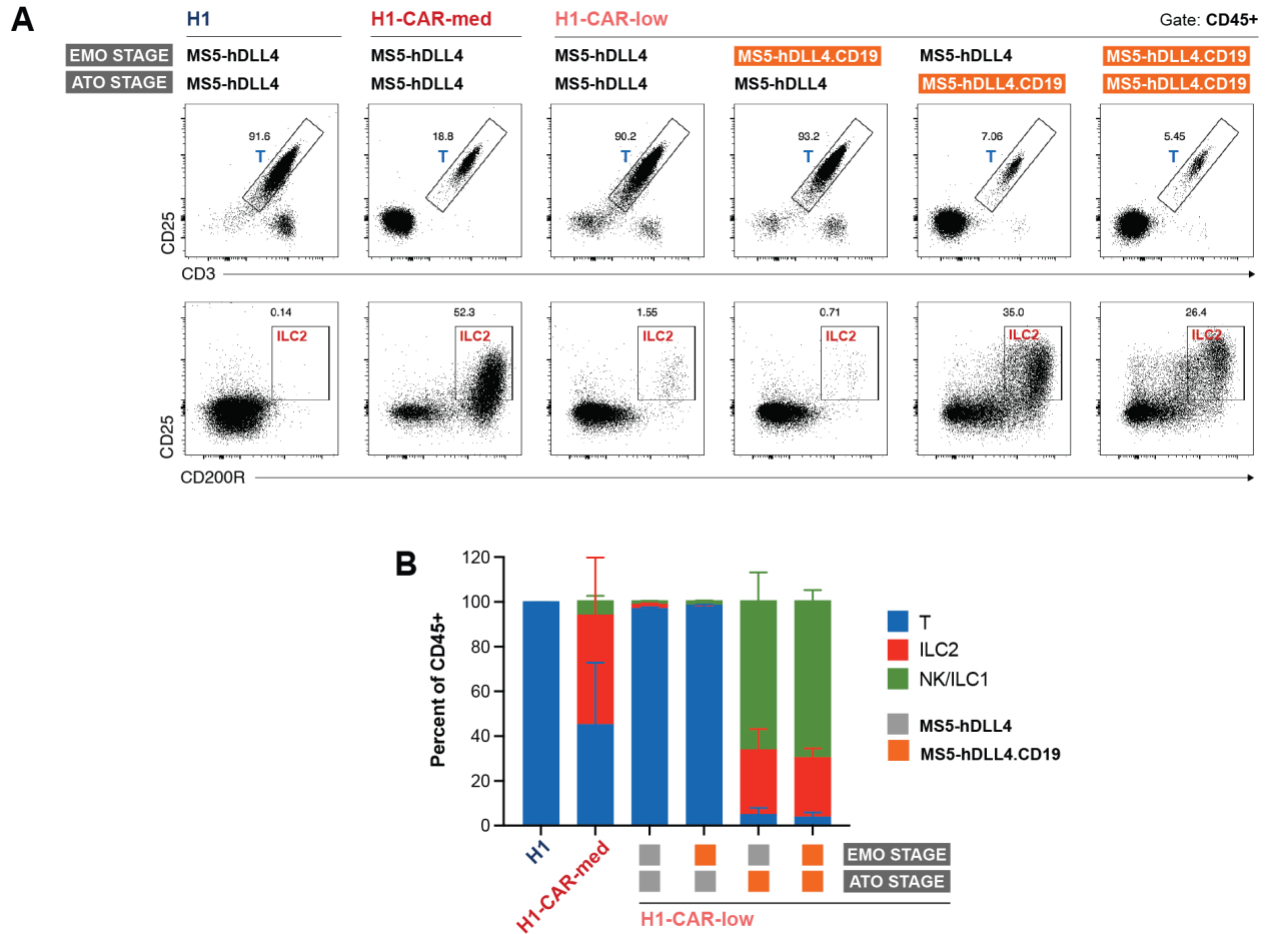 A
H1 H1-CAR-med H1-CAR-low Gate: CD45+
EMO STAGE MS5-hDLL4 MS5-hDLL4 MS5-hDLL4 MS5-hDLL4.CD19 MS5-hDLL4 MS5-hDLL4.CD19
ATO STAGE MS5-hDLL4 MS5-hDLL4 MS5-hDLL4 MS5-hDLL4 MS5-hDLL4.CD19 MS5-hDLL4.CD19
91.6 18.8 90.2 93.2 7.06 5.45
T T T T T T
CD25
CD3
0.14 52.3 1.55 0.71 35.0 26.4
ILC2 ILC2 ILC2 ILC2 ILC2 ILC2
CD25
CD200R
B
Percent of CD45+
120
100
80
60
40
20
0
T
ILC2
NK/ILC1
MS5-hDLL4
MS5-hDLL4.CD19
H1
H1-CAR-med
EMO STAGE
ATO STAGE
H1-CAR-low